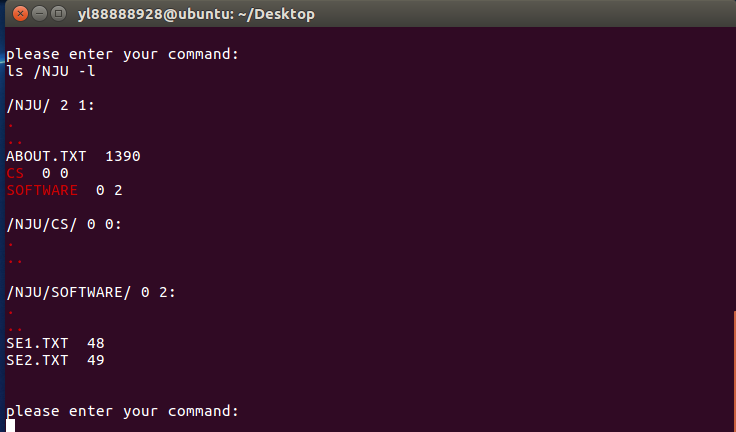 yl88888928@ubuntu: ~/Desktop
please enter your command:
ls /NJU -l
/NJU/ 2 1:
.
..
ABOUT.TXT  1390
CS  0 0
SOFTWARE  0 2
/NJU/CS/ 0 0:
.
..
/NJU/SOFTWARE/ 0 2:
.
..
SE1.TXT  48
SE2.TXT  49
please enter your command: